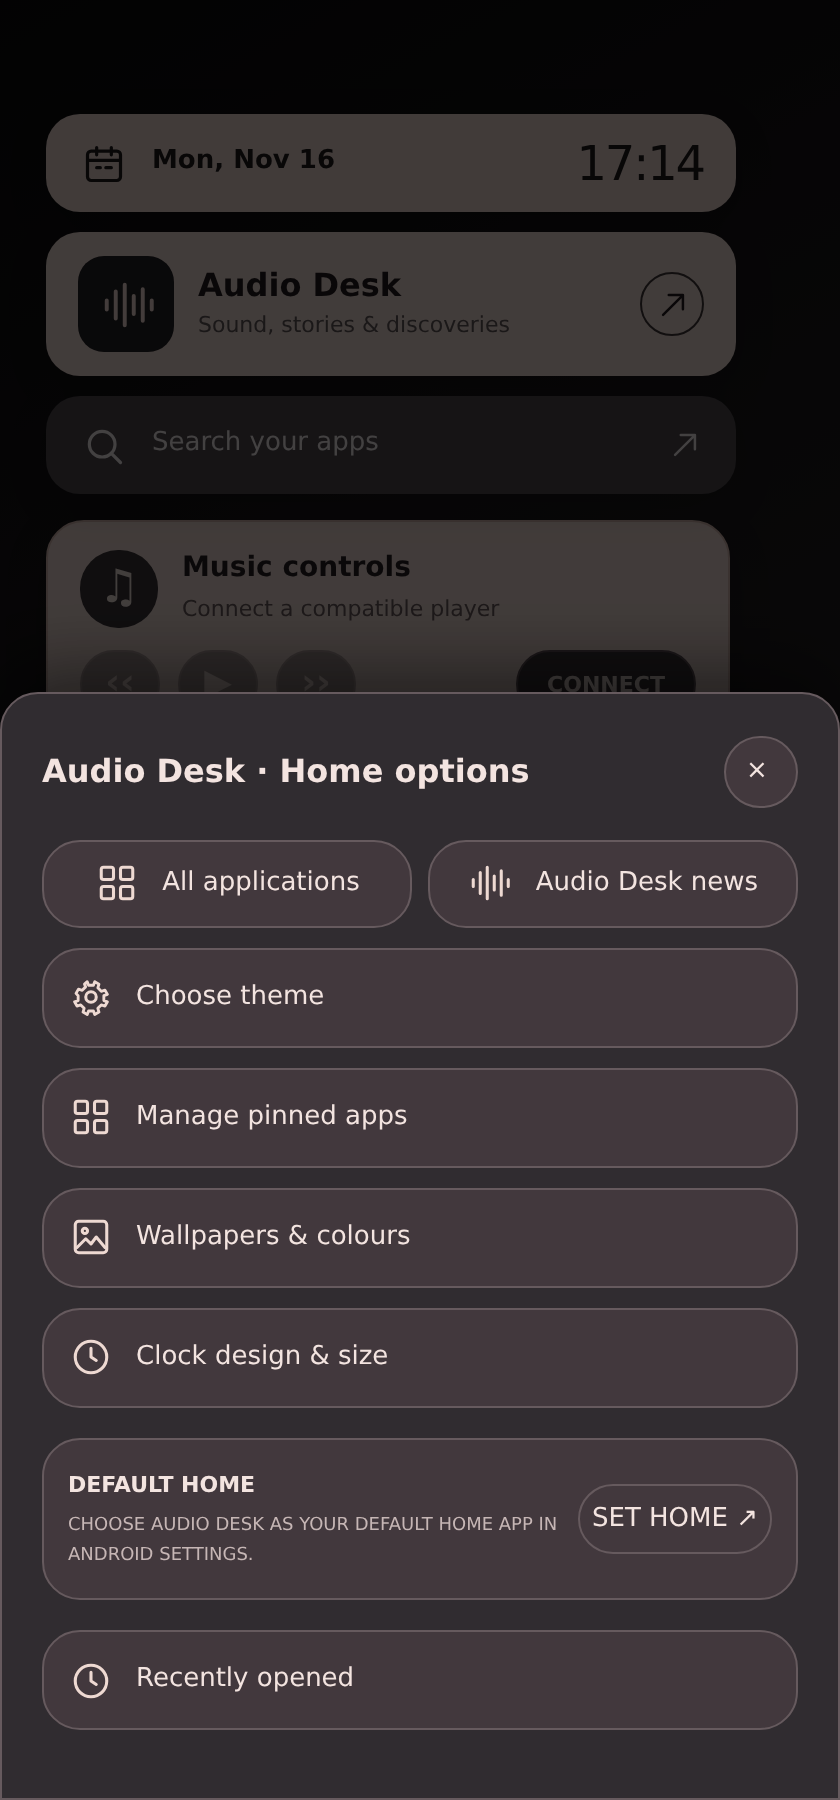 Mon, Nov 16
17:14
Audio Desk
Sound, stories & discoveries
Search your apps
Music controls
Connect a compatible player
CONNECT
Audio Desk · Home options
All applications
Audio Desk news
Choose theme
Manage pinned apps
Wallpapers & colours
Clock design & size
DEFAULT HOME
CHOOSE AUDIO DESK AS YOUR DEFAULT HOME APP IN
ANDROID SETTINGS.
SET HOME ↗
Recently opened